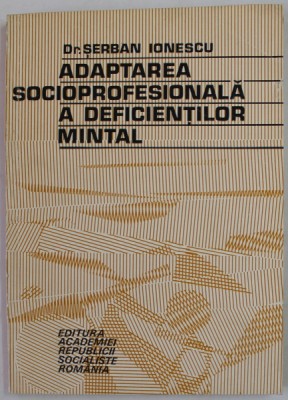 Dr. ȘERBAN IONESCU
ADAPTAREA
SOCIOPROFESIONALĂ
A DEFICIENȚILOR
MINTAL
EDITURA
ACADEMIEI
REPUBLICII
SOCIALISTE
ROMÂNIA